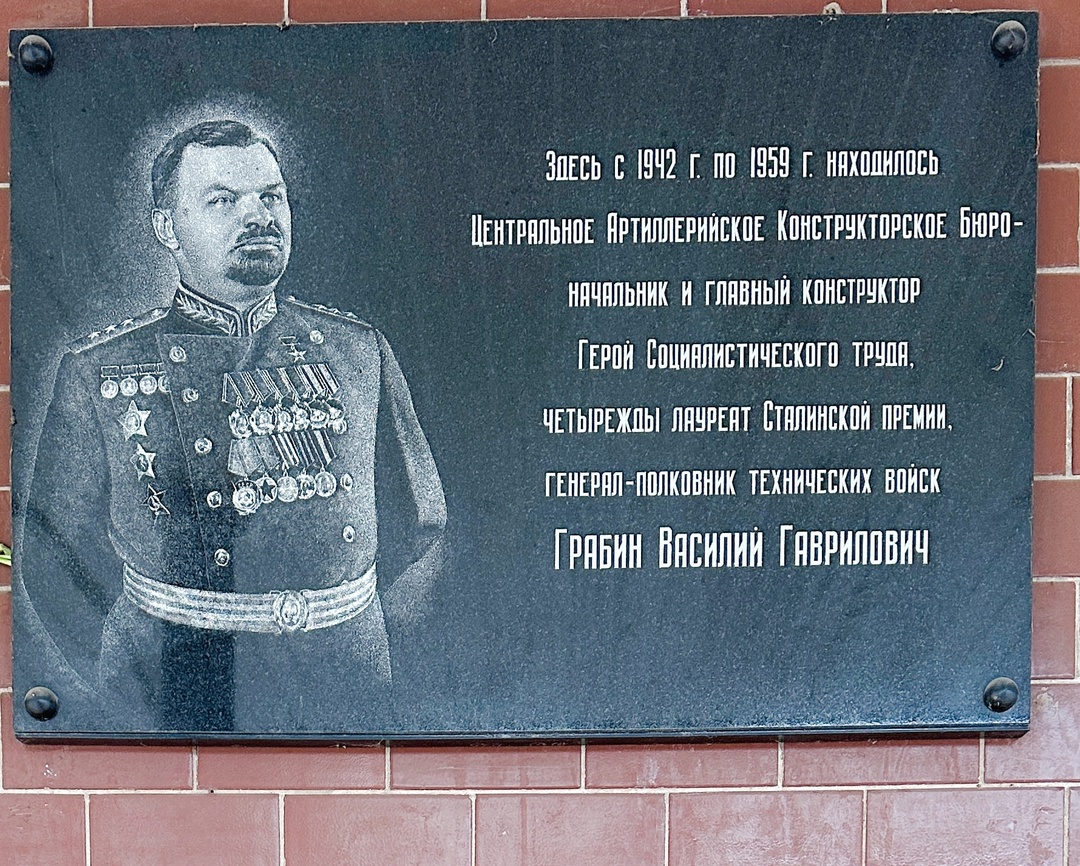 Здесь с 1942 г. по 1959 г. находилось
Центральное Артиллерийское Конструкторское Бюро-
начальник и главный конструктор
Герой Социалистического труда,
четырежды лауреат Сталинской премии,
генерал-полковник технических войск
Грабин Василий Гаврилович